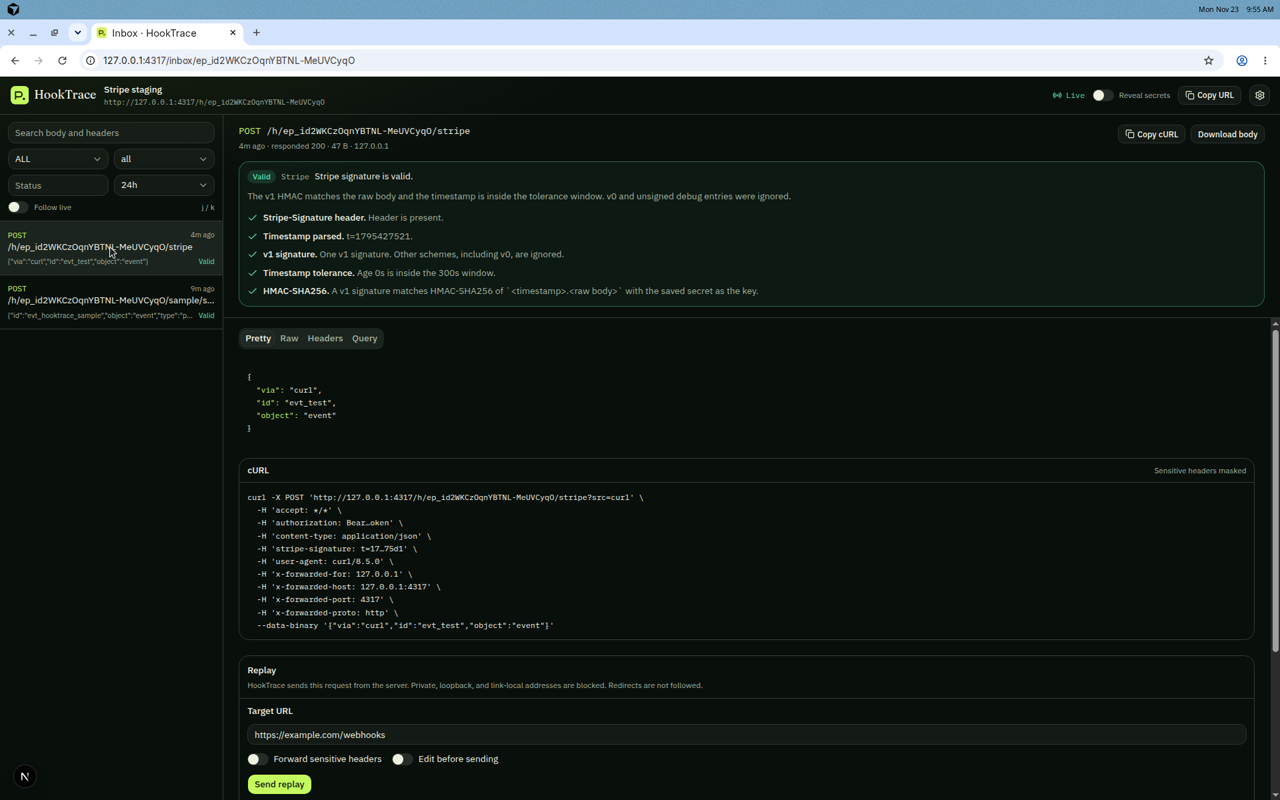 Mon Nov 23 9:55 AM
Inbox · HookTrace
127.0.0.1:4317/inbox/ep_id2WKCzOqnYBTNL-MeUVCyqO
HookTrace
Stripe staging
http://127.0.0.1:4317/h/ep_id2WKCzOqnYBTNL-MeUVCyqO
Live
Reveal secrets
Copy URL
Search body and headers
ALL
all
Status
24h
Follow live
j / k
POST
4m ago
/h/ep_id2WKCzOqnYBTNL-MeUVCyqO/stripe
{"via":"curl","id":"evt_test","object":"event"}
Valid
POST
9m ago
/h/ep_id2WKCzOqnYBTNL-MeUVCyqO/sample/s...
{"id":"evt_hooktrace_sample","object":"event","type":"p...
Valid
N
POST /h/ep_id2WKCzOqnYBTNL-MeUVCyqO/stripe
4m ago · responded 200 · 47 B · 127.0.0.1
Copy cURL
Download body
Valid Stripe Stripe signature is valid.
The v1 HMAC matches the raw body and the timestamp is inside the tolerance window. v0 and unsigned debug entries were ignored.
Stripe-Signature header. Header is present.
Timestamp parsed. t=1795427521.
v1 signature. One v1 signature. Other schemes, including v0, are ignored.
Timestamp tolerance. Age 0s is inside the 300s window.
HMAC-SHA256. A v1 signature matches HMAC-SHA256 of `<timestamp>.<raw body>` with the saved secret as the key.
Pretty Raw Headers Query
{
"via": "curl",
"id": "evt_test",
"object": "event"
}
cURL
Sensitive headers masked
curl -X POST 'http://127.0.0.1:4317/h/ep_id2WKCzOqnYBTNL-MeUVCyqO/stripe?src=curl' \
-H 'accept: */*' \
-H 'authorization: Bear…oken' \
-H 'content-type: application/json' \
-H 'stripe-signature: t=17…75d1' \
-H 'user-agent: curl/8.5.0' \
-H 'x-forwarded-for: 127.0.0.1' \
-H 'x-forwarded-host: 127.0.0.1:4317' \
-H 'x-forwarded-port: 4317' \
-H 'x-forwarded-proto: http' \
--data-binary '{"via":"curl","id":"evt_test","object":"event"}'
Replay
HookTrace sends this request from the server. Private, loopback, and link-local addresses are blocked. Redirects are not followed.
Target URL
https://example.com/webhooks
Forward sensitive headers
Edit before sending
Send replay